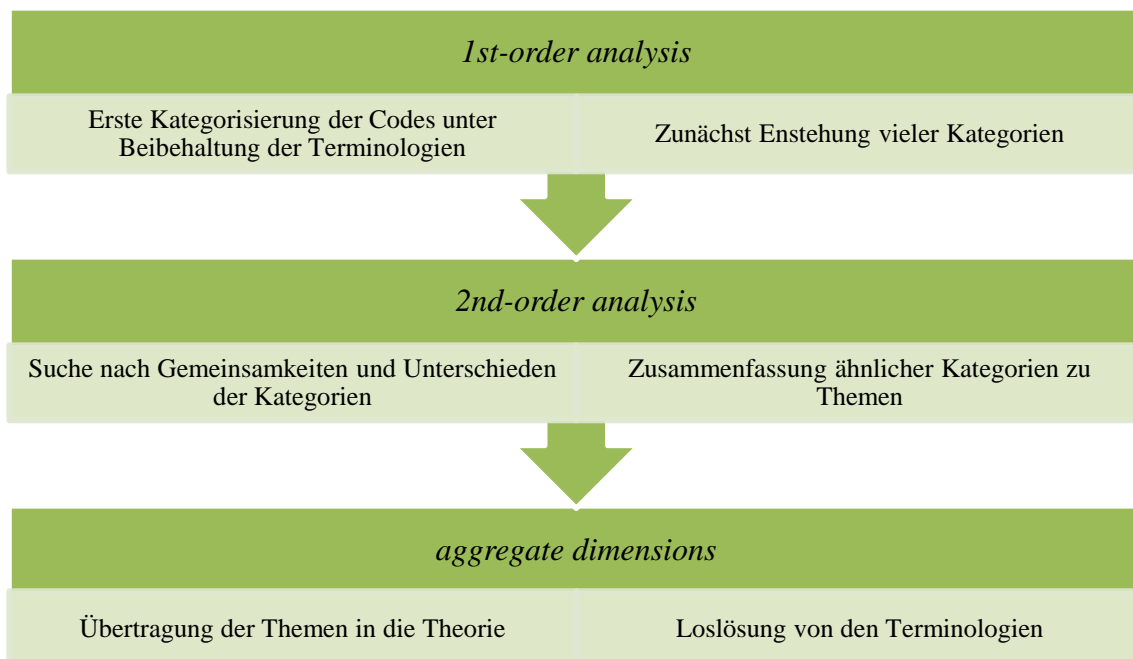 1st-order analysis
Erste Kategorisierung der Codes unter
Beibehaltung der Terminologien
Zunächst Enstehung vieler Kategorien
2nd-order analysis
Suche nach Gemeinsamkeiten und Unterschieden
der Kategorien
Zusammenfassung ähnlicher Kategorien zu
Themen
aggregate dimensions
Übertragung der Themen in die Theorie
Loslösung von den Terminologien